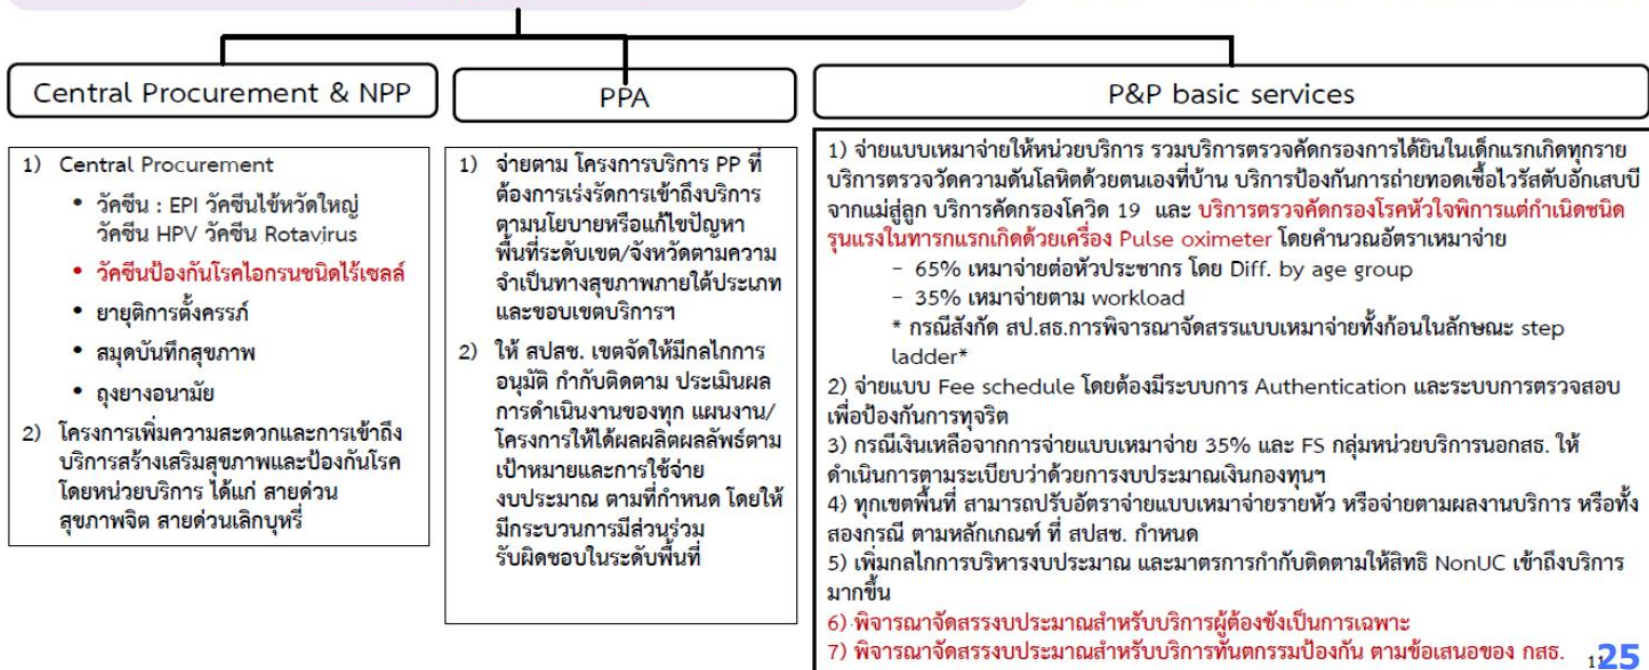 Central Procurement & NPP
1) Central Procurement
• วัคซีน : EPI วัคซีนไข้หวัดใหญ่
วัคซีน HPV วัคซีน Rotavirus
• วัคซีนป้องกันโรคไอกรนชนิดไร้เซลล์
• ยายุติการตั้งครรภ์
• สมุดบันทึกสุขภาพ
• ถุงยางอนามัย
2) โครงการเพิ่มความสะดวกและการเข้าถึง
บริการสร้างเสริมสุขภาพและป้องกันโรค
โดยหน่วยบริการ ได้แก่ สายด่วน
สุขภาพจิต สายด่วนเลิกบุหรี่
PPA
1) จ่ายตาม โครงการบริการ PP ที่
ต้องการเร่งรัดการเข้าถึงบริการ
ตามนโยบายหรือแก้ไขปัญหา
พื้นที่ระดับเขต/จังหวัดตามความ
จำเป็นทางสุขภาพภายใต้ประเภท
และขอบเขตบริการฯ
2) ให้ สปสช. เขตจัดให้มีกลไกการ
อนุมัติ กำกับติดตาม ประเมินผล
การดำเนินงานของทุก แผนงาน/
โครงการให้ได้ผลผลิตผลลัพธ์ตาม
เป้าหมายและการใช้จ่าย
งบประมาณ ตามที่กำหนด โดยให้
มีกระบวนการมีส่วนร่วม
รับผิดชอบในระดับพื้นที่
P&P basic services
1) จ่ายแบบเหมาจ่ายให้หน่วยบริการ รวมบริการตรวจคัดกรองการได้ยินในเด็กแรกเกิดทุกราย
บริการตรวจวัดความดันโลหิตด้วยตนเองที่บ้าน บริการป้องกันการถ่ายทอดเชื้อไวรัสตับอักเสบบี
จากแม่สู่ลูก บริการคัดกรองโควิด 19 และ บริการตรวจคัดกรองโรคหัวใจพิการแต่กำเนิดชนิด
รุนแรงในทารกแรกเกิดด้วยเครื่อง Pulse oximeter โดยคำนวณอัตราเหมาจ่าย
- 65% เหมาจ่ายต่อหัวประชากร โดย Diff. by age group
- 35% เหมาจ่ายตาม workload
* กรณีสังกัด สป.สธ.การพิจารณาจัดสรรแบบเหมาจ่ายทั้งก้อนในลักษณะ step
ladder*
2) จ่ายแบบ Fee schedule โดยต้องมีระบบการ Authentication และระบบการตรวจสอบ
เพื่อป้องกันการทุจริต
3) กรณีเงินเหลือจากการจ่ายแบบเหมาจ่าย 35% และ FS กลุ่มหน่วยบริการนอกสธ. ให้
ดำเนินการตามระเบียบว่าด้วยการงบประมาณเงินกองทุนฯ
4) ทุกเขตพื้นที่ สามารถปรับอัตราจ่ายแบบเหมาจ่ายรายหัว หรือจ่ายตามผลงานบริการ หรือทั้ง
สองกรณี ตามหลักเกณฑ์ ที่ สปสช. กำหนด
5) เพิ่มกลไกการบริหารงบประมาณ และมาตรการกำกับติดตามให้สิทธิ NonUC เข้าถึงบริการ
มากขึ้น
6) พิจารณาจัดสรรงบประมาณสำหรับบริการผู้ต้องขังเป็นการเฉพาะ
7) พิจารณาจัดสรรงบประมาณสำหรับบริการทันตกรรมป้องกัน ตามข้อเสนอของ กสธ.
25